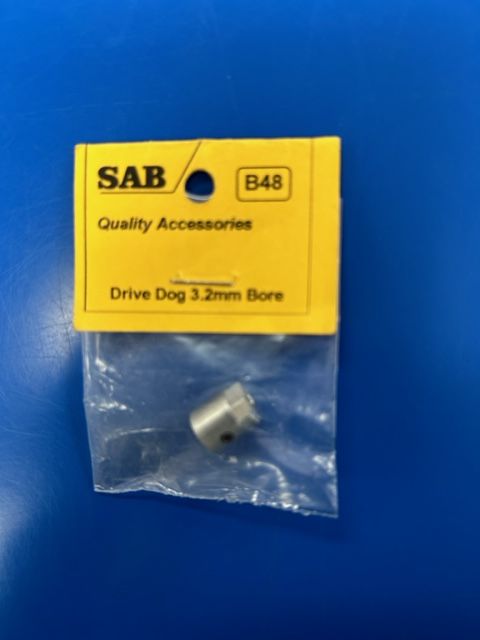 SAB
B48
Quality Accessories
Drive Dog 3.2mm Bore